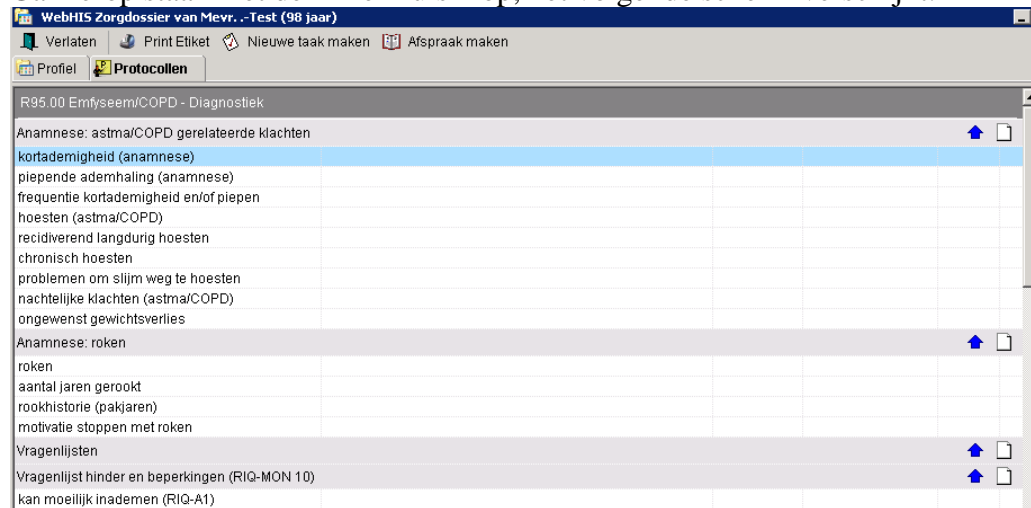 WebHIS Zorgdossier van Mevr. .-Test (98 jaar)
Verlaten Print Etiket Nieuwe taak maken Afspraak maken
Profiel Protocollen
R95.00 Emfyseem/COPD - Diagnostiek
Anamnese: astma/COPD gerelateerde klachten
kortademigheid (anamnese)
piepende ademhaling (anamnese)
frequentie kortademigheid en/of piepen
hoesten (astma/COPD)
recidiverend langdurig hoesten
chronisch hoesten
problemen om slijm weg te hoesten
nachtelijke klachten (astma/COPD)
ongewenst gewichtsverlies
Anamnese: roken
roken
aantal jaren gerookt
rookhistorie (pakjaren)
motivatie stoppen met roken
Vragenlijsten
Vragenlijst hinder en beperkingen (RIQ-MON 10)
kan moeilijk inademen (RIQ-A1)